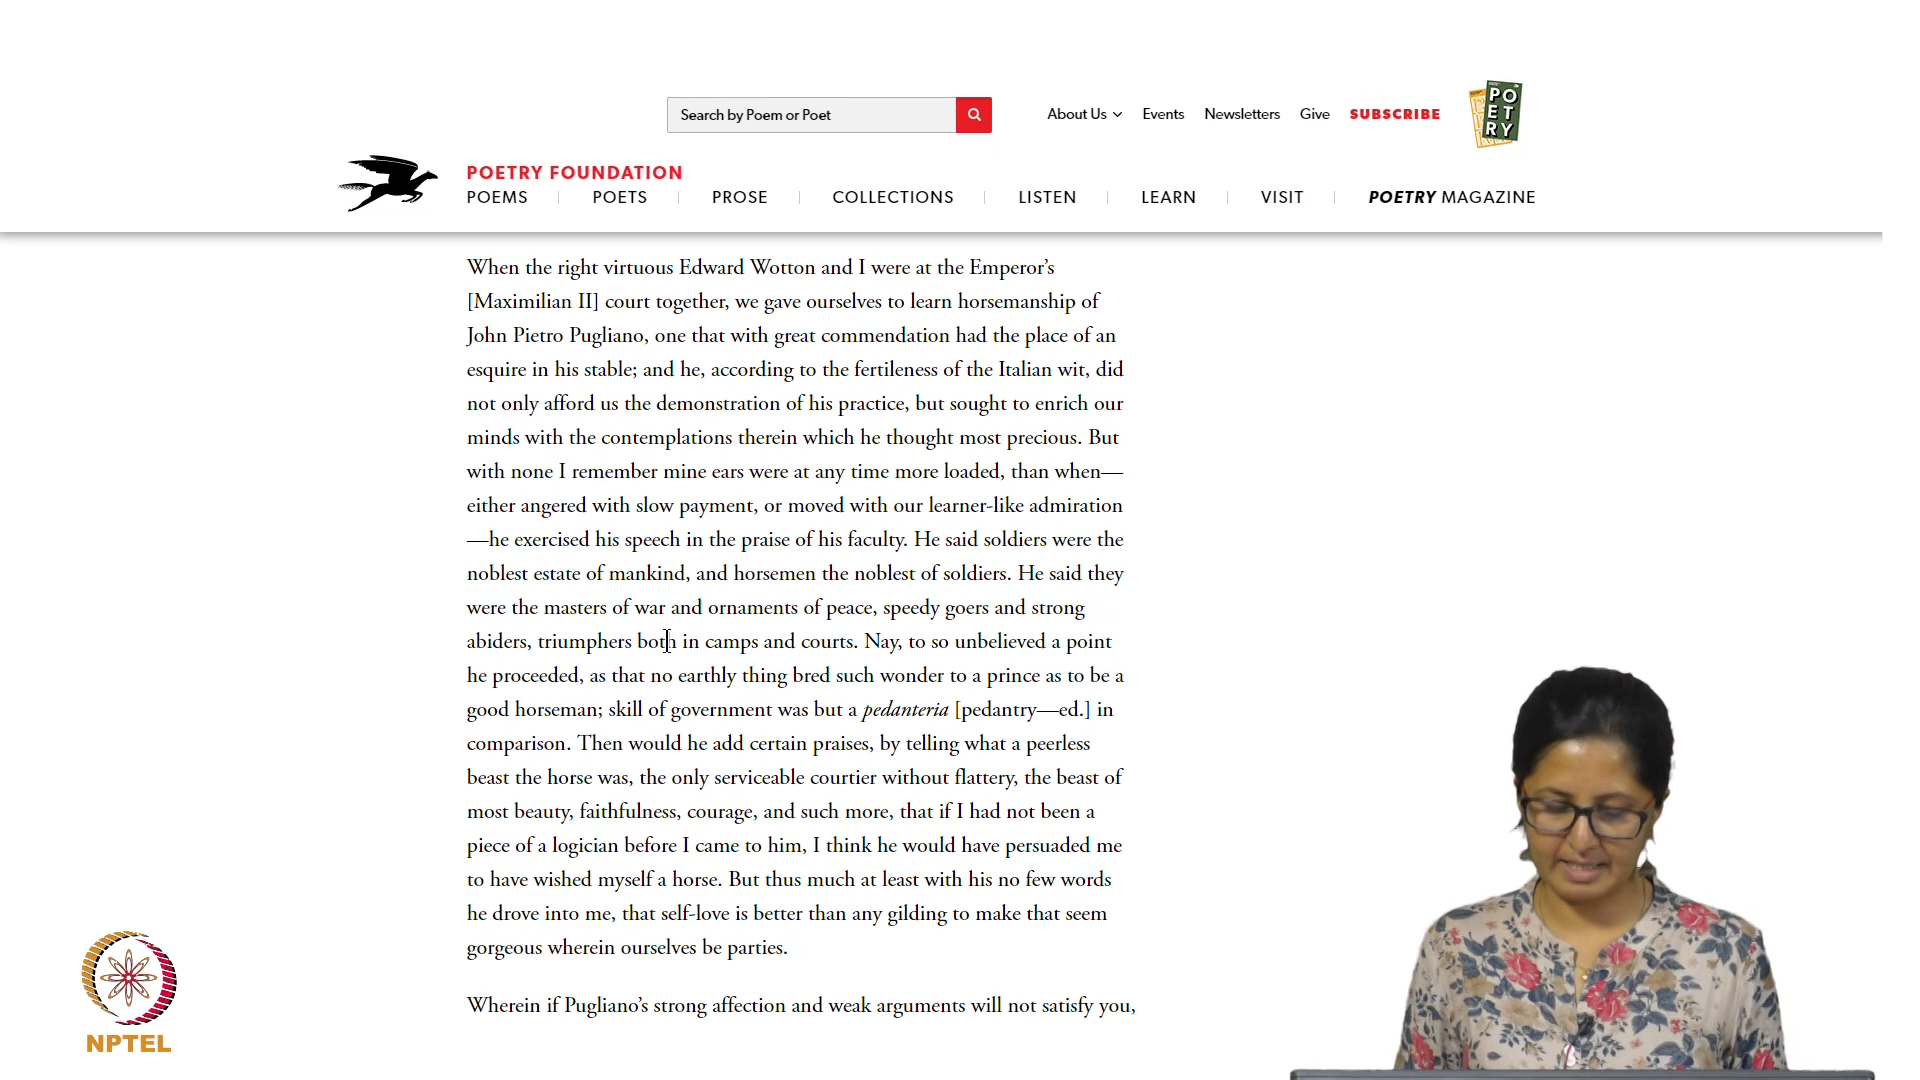 Search by Poem or Poet
About Us
Events
Newsletters
Give
SUBSCRIBE
PO
ET
RY
POETRY FOUNDATION
POEMS
POETS
PROSE
COLLECTIONS
LISTEN
LEARN
VISIT
POETRY MAGAZINE
When the right virtuous Edward Wotton and I were at the Emperor’s
[Maximilian II] court together, we gave ourselves to learn horsemanship of
John Pietro Pugliano, one that with great commendation had the place of an
esquire in his stable; and he, according to the fertileness of the Italian wit, did
not only afford us the demonstration of his practice, but sought to enrich our
minds with the contemplations therein which he thought most precious. But
with none I remember mine ears were at any time more loaded, than when—
either angered with slow payment, or moved with our learner-like admiration
—he exercised his speech in the praise of his faculty. He said soldiers were the
noblest estate of mankind, and horsemen the noblest of soldiers. He said they
were the masters of war and ornaments of peace, speedy goers and strong
abiders, triumphers both in camps and courts. Nay, to so unbelieved a point
he proceeded, as that no earthly thing bred such wonder to a prince as to be a
good horseman; skill of government was but a pedanteria [pedantry—ed.] in
comparison. Then would he add certain praises, by telling what a peerless
beast the horse was, the only serviceable courtier without flattery, the beast of
most beauty, faithfulness, courage, and such more, that if I had not been a
piece of a logician before I came to him, I think he would have persuaded me
to have wished myself a horse. But thus much at least with his no few words
he drove into me, that self-love is better than any gilding to make that seem
gorgeous wherein ourselves be parties.
Wherein if Pugliano’s strong affection and weak arguments will not satisfy you,
NPTEL